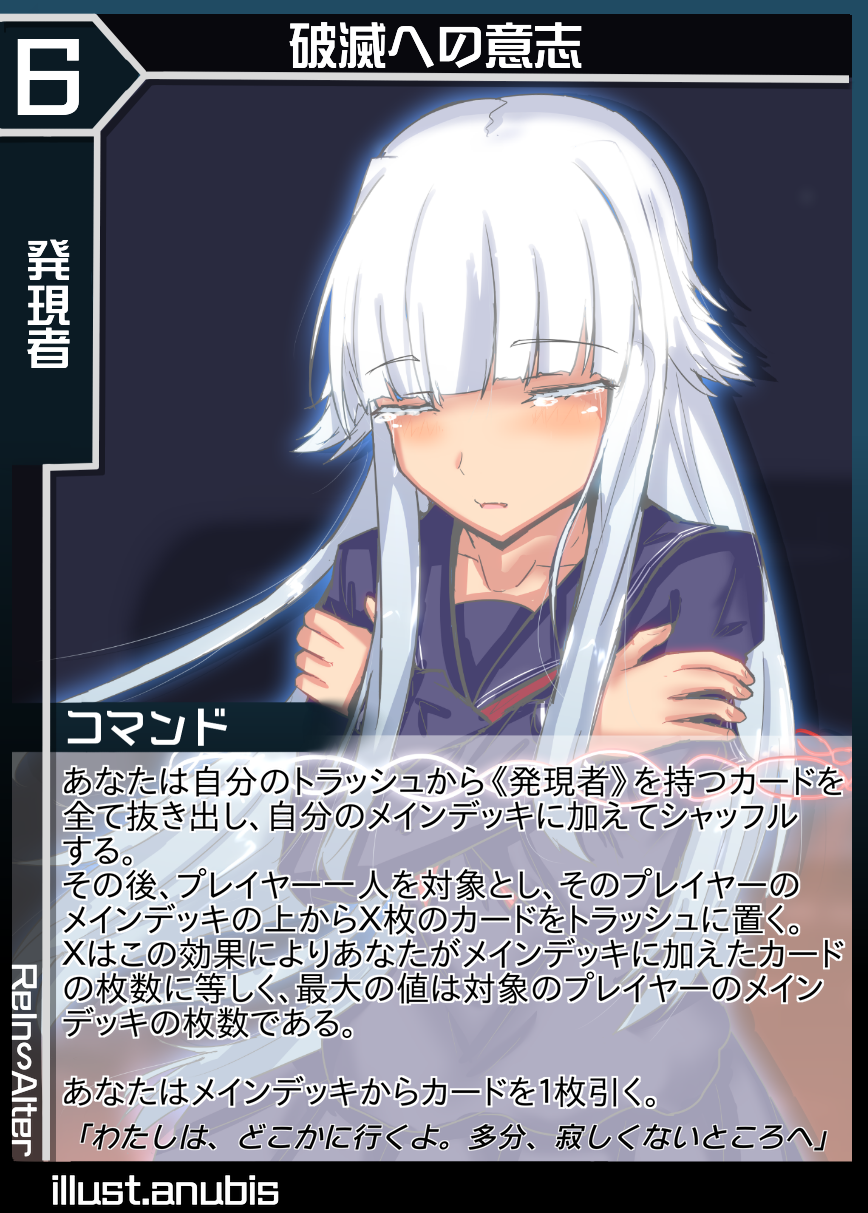 6
破滅への意志
発現者
コマンド
あなたは自分のトラッシュから《発現者》を持つカードを
全て抜き出し、自分のメインデッキに加えてシャッフル
する。
その後、プレイヤー一人を対象とし、そのプレイヤーの
メインデッキの上からX枚のカードをトラッシュに置く。
Xはこの効果によりあなたがメインデッキに加えたカード
の枚数に等しく、最大の値は対象のプレイヤーのメイン
デッキの枚数である。
あなたはメインデッキからカードを1枚引く。
「わたしは、どこかに行くよ。多分、寂しくないところへ」
ReIn∽Alter
illust.anubis